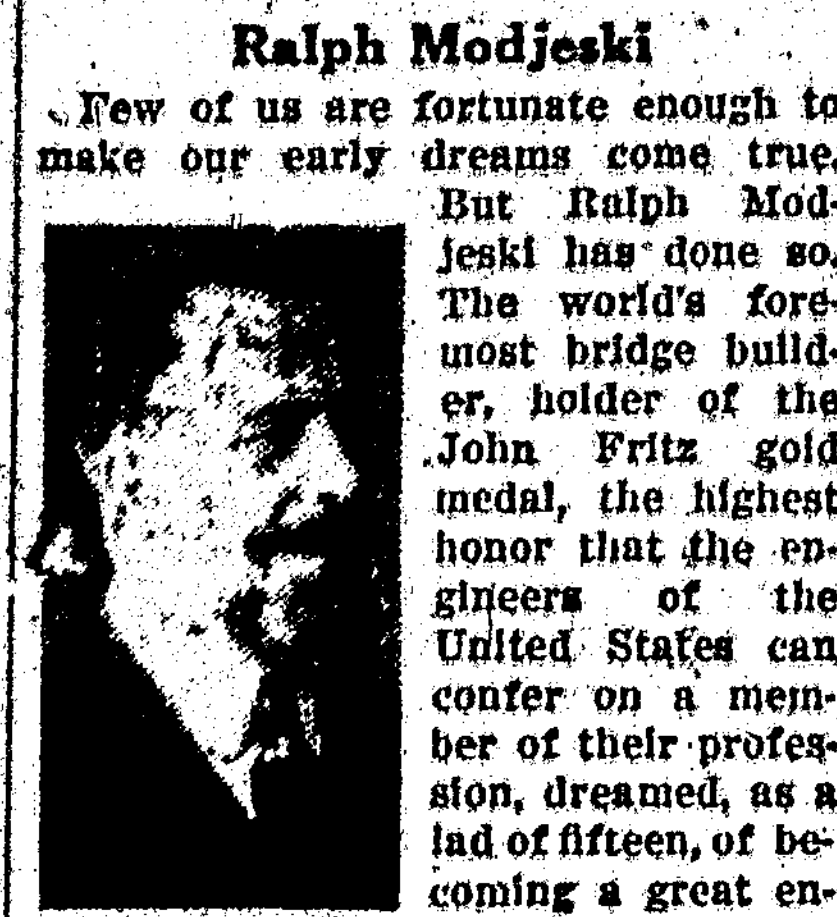 Ralph Modjeski
Few of us are fortunate enough to
make our early dreams come true.
But Ralph Mod-
jeski has done so.
The world's fore-
most bridge build-
er, holder of the
John Fritz gold
medal, the highest
honor that the en-
gineers of the
United States can
confer on a mem-
ber of their profes-
sion, dreamed, as a
lad of fifteen, of be-
coming a great en-